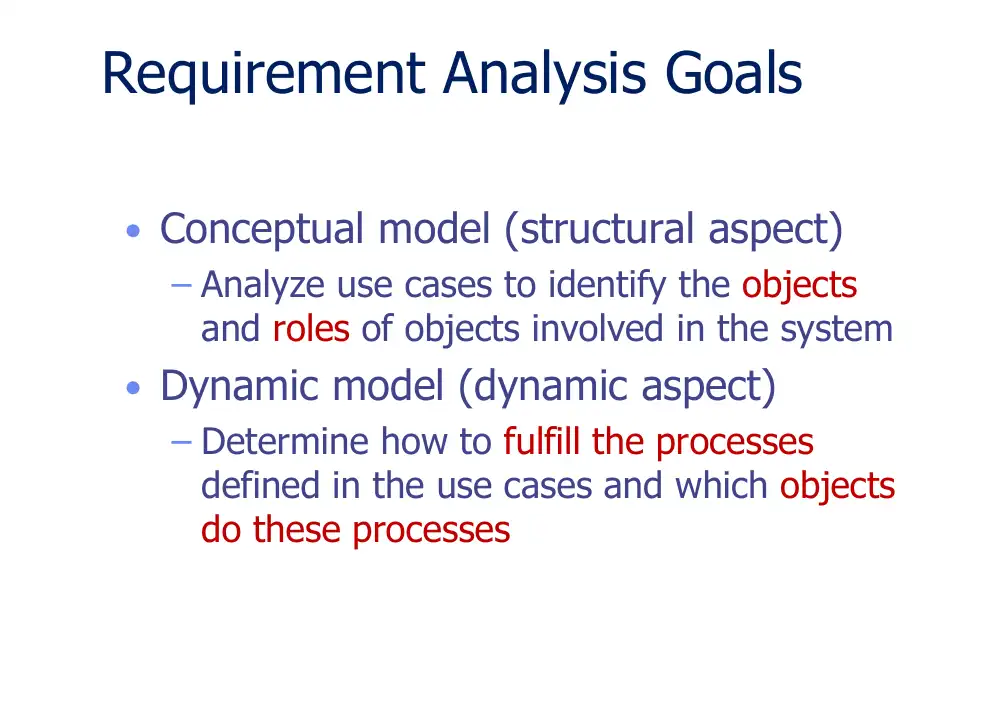 Requirement Analysis Goals
• Conceptual model (structural aspect)
– Analyze use cases to identify the objects
and roles of objects involved in the system
• Dynamic model (dynamic aspect)
– Determine how to fulfill the processes
defined in the use cases and which objects
do these processes